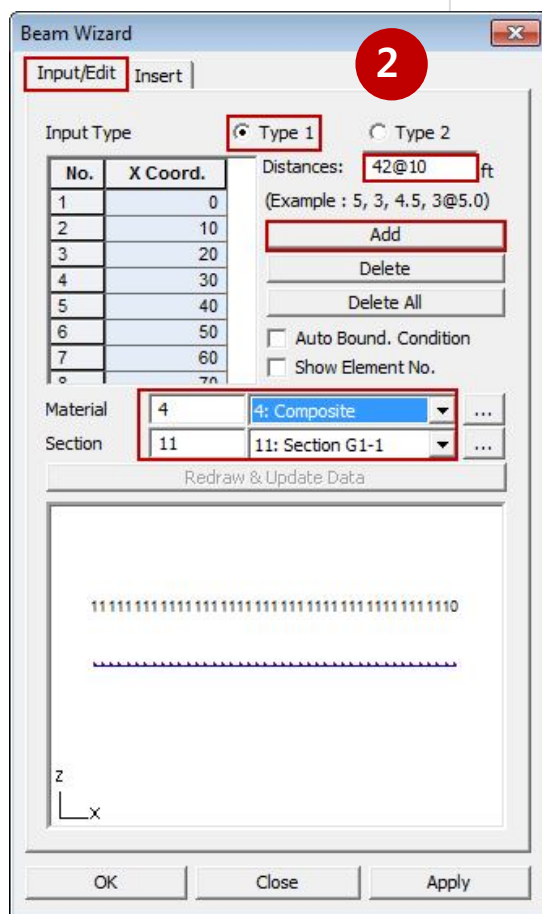 Beam Wizard
2
Input/Edit Insert
Input Type Type 1 Type 2
No. X Coord.
Distances: 42@10 ft
1 0
(Example : 5, 3, 4.5, 3@5.0)
2 10
Add
3 20
4 30
Delete
5 40
Delete All
6 50
Auto Bound. Condition
7 60
Show Element No.
8 70
Material 4 4: Composite ...
Section 11 11: Section G1-1 ...
Redraw & Update Data
z
x
OK Close Apply